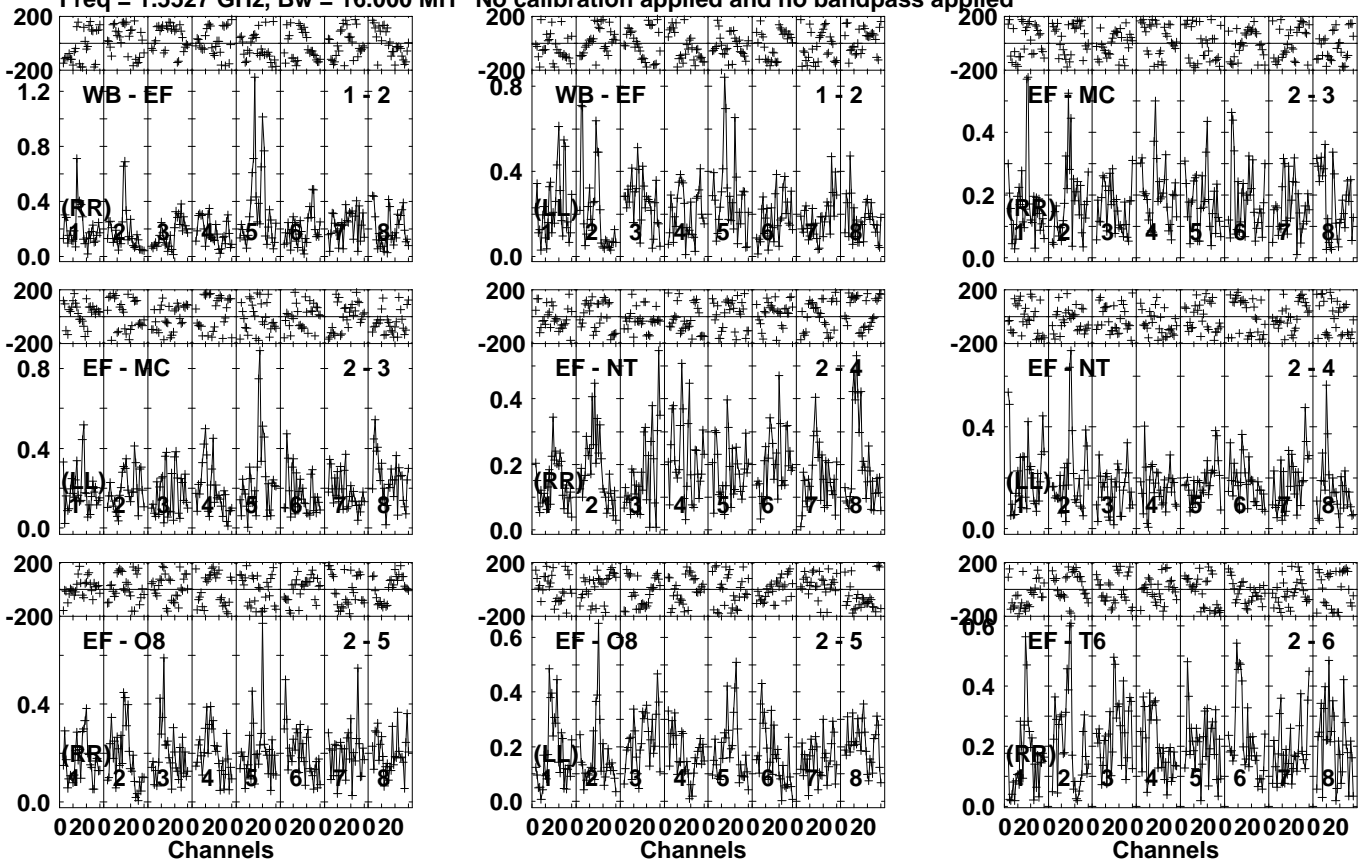 Freq = 1.5527 GHz, Bw = 16.000 MH No calibration applied and no bandpass applied
200 200 200
-200 -200 -200
WB - EF 1 - 2 WB - EF 1 - 2 EF - MC 2 - 3
1.2 0.8
0.8 0.4
0.4 0.4 0.2
(RR) (LL) (RR)
1 2 3 4 5 6 7 8 1 2 3 4 5 6 7 8 1 2 3 4 5 6 7 8
0.0 0.0 0.0
200 200 200
-200 -200 -200
EF - MC 2 - 3 EF - NT 2 - 4 EF - NT 2 - 4
0.8 0.4 0.4
0.4 0.2
(LL) (RR) (LL)
1 2 3 4 5 6 7 8 1 2 3 4 5 6 7 8 1 2 3 4 5 6 7 8
0.0 0.0 0.0
200 200 200
-200 -200 -200
0.6 0.6
EF - O8 2 - 5 EF - O8 2 - 5 EF - T6 2 - 6
0.4 0.4 0.4
0.2 0.2
(RR) (LL) (RR)
1 2 3 4 5 6 7 8 1 2 3 4 5 6 7 8 1 2 3 4 5 6 7 8
0.0 0.0 0.0
0 20 0 20 0 20 0 20 0 20 0 20 0 20 0 20 0 20 0 20 0 20 0 20 0 20 0 20 0 20 0 20 0 20 0 20 0 20 0 20 0 20 0 20 0 20 0 20
Channels Channels Channels